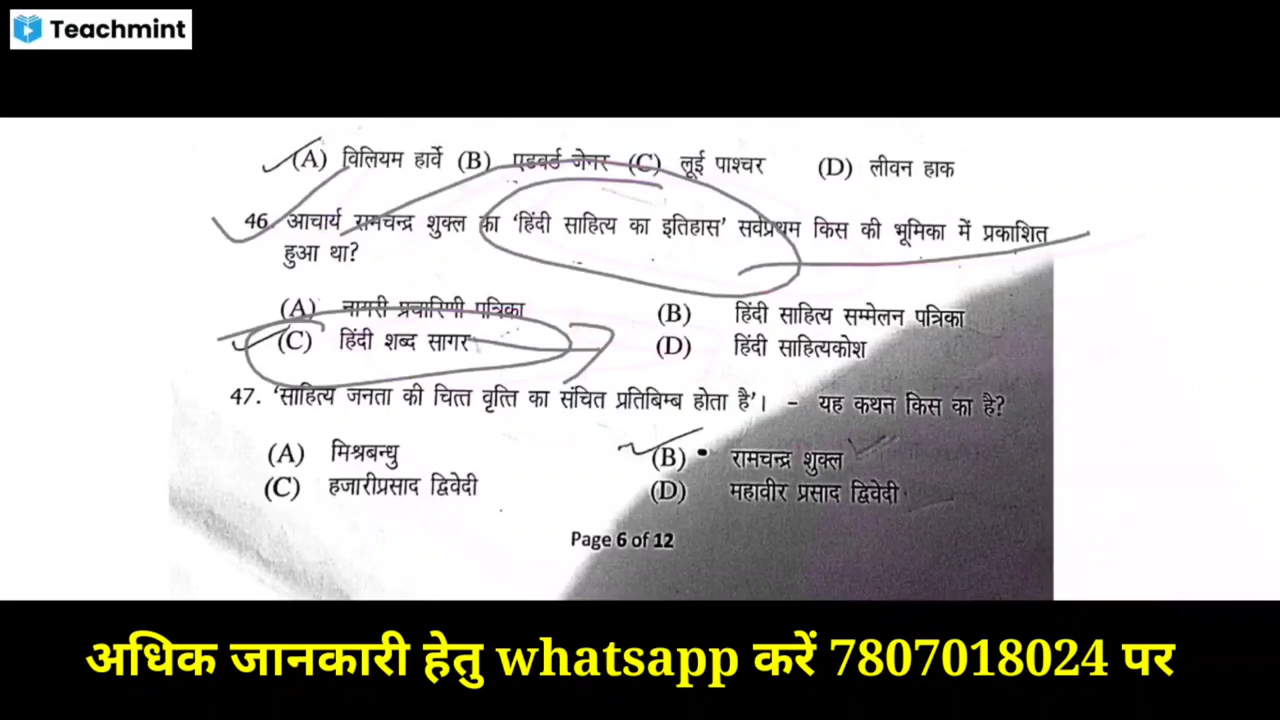 Teachmint
(A) विलियम हार्वे (B) एडवर्ड जेनर (C) लूई पाश्चर (D) लीवन हाक
46. आचार्य रामचन्द्र शुक्ल का 'हिंदी साहित्य का इतिहास' सर्वप्रथम किस की भूमिका में प्रकाशित
हुआ था?
(A) नागरी प्रचारिणी पत्रिका (B) हिंदी साहित्य सम्मेलन पत्रिका
(C) हिंदी शब्द सागर (D) हिंदी साहित्यकोश
47. 'साहित्य जनता की चित्त वृत्ति का संचित प्रतिबिम्ब होता है'। - यह कथन किस का है?
(A) मिश्रबन्धु (B) रामचन्द्र शुक्ल
(C) हजारीप्रसाद द्विवेदी (D) महावीर प्रसाद द्विवेदी
Page 6 of 12
अधिक जानकारी हेतु whatsapp करें 7807018024 पर